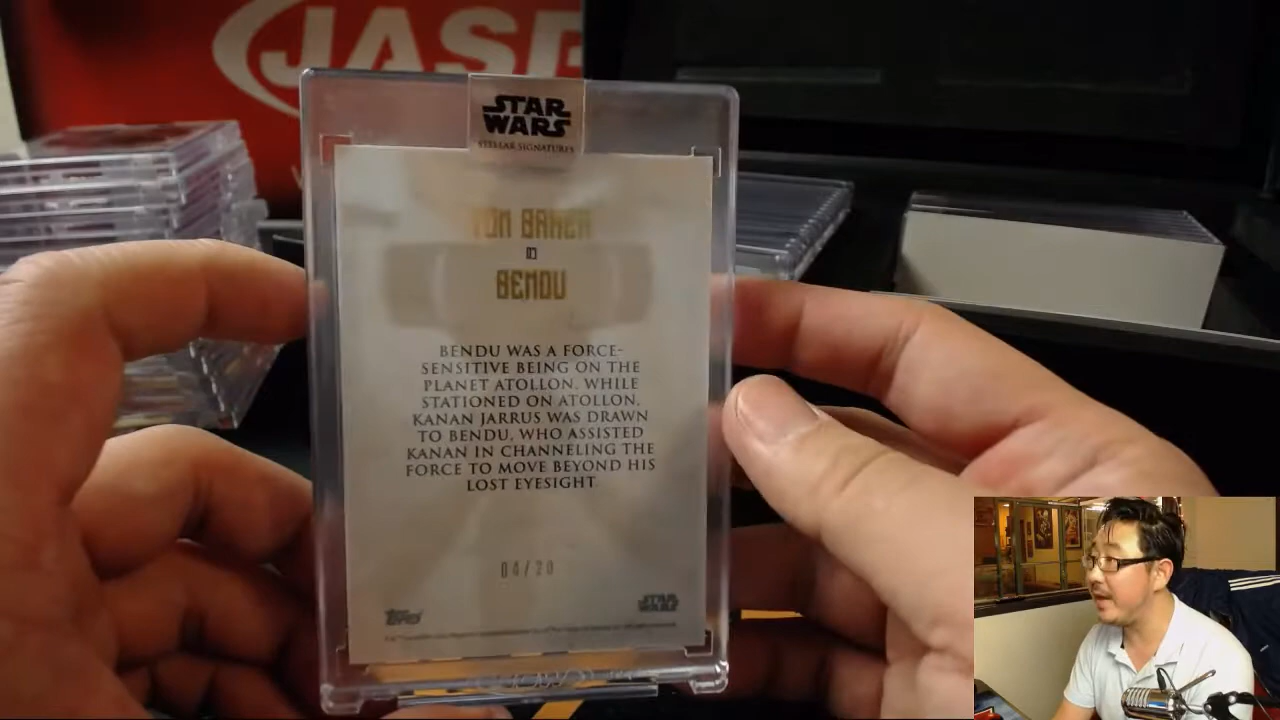 JASP
STAR
WARS
STELLAR SIGNATURES
TOM BAKER
BENDU
BENDU WAS A FORCE-
SENSITIVE BEING ON THE
PLANET ATOLLON. WHILE
STATIONED ON ATOLLON,
KANAN JARRUS WAS DRAWN
TO BENDU, WHO ASSISTED
KANAN IN CHANNELING THE
FORCE TO MOVE BEYOND HIS
LOST EYESIGHT
04/20
TOPPS
STAR
WARS